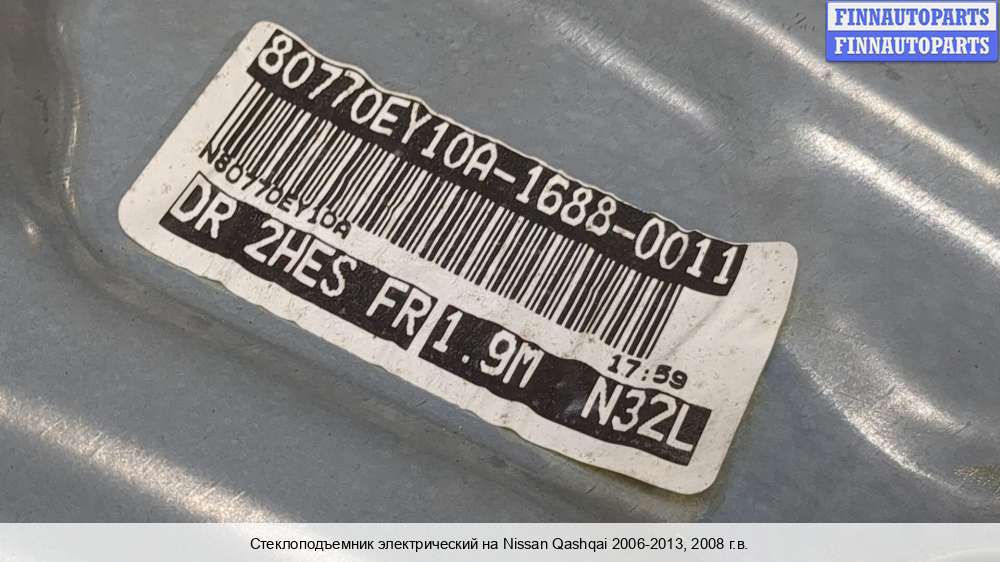 FINNAUTOPARTS
FINNAUTOPARTS
80770EY10A-1688-0011
N80770EY10A
17:59
DR 2HES FR 1.9M N32L
Стеклоподъемник электрический на Nissan Qashqai 2006-2013, 2008 г.в.